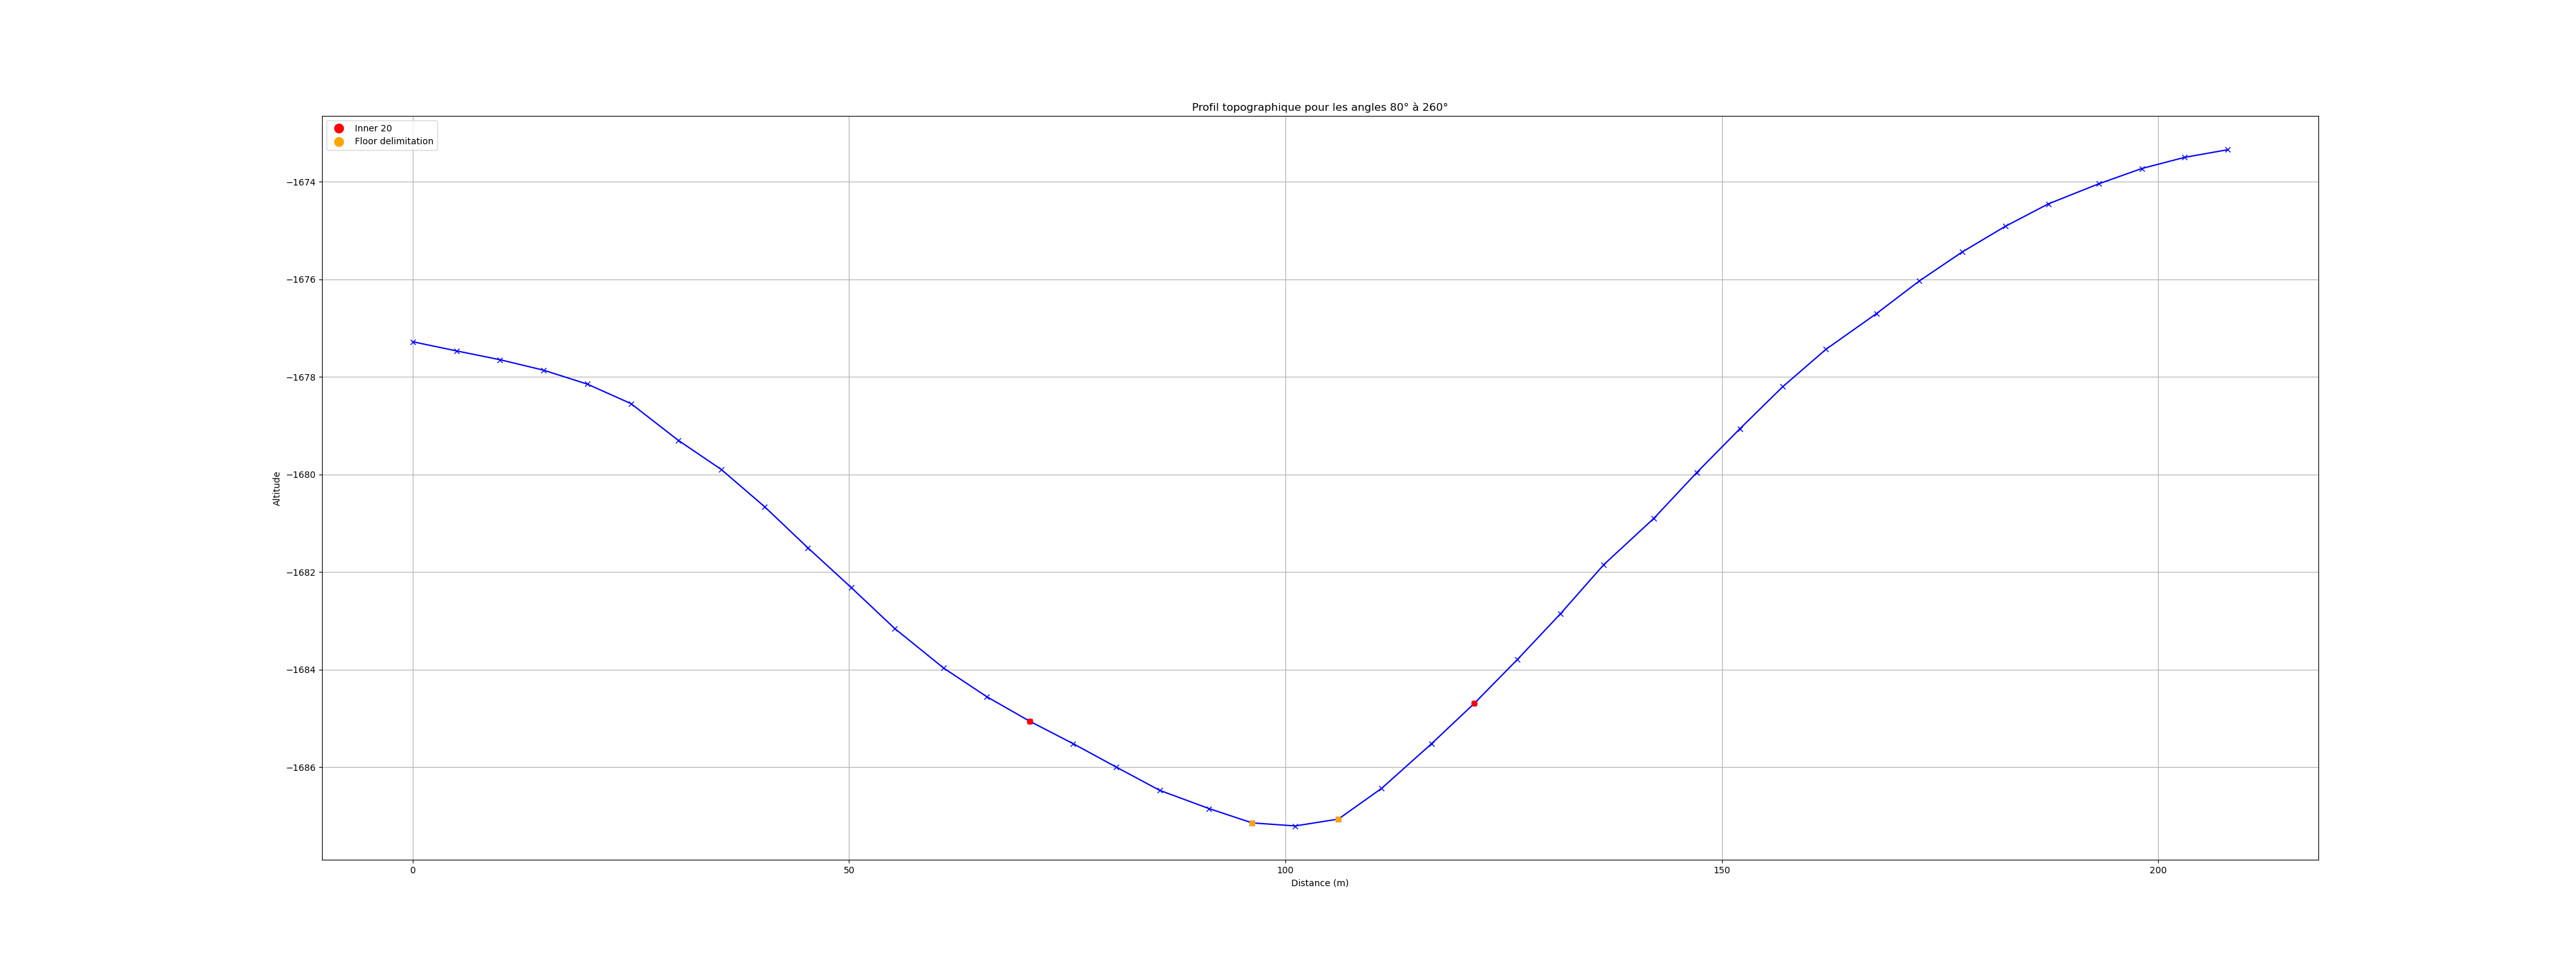 Profil topographique pour les angles 80° à 260°
Inner 20
Floor delimitation
−1674
−1676
−1678
−1680
−1682
−1684
−1686
Altitude
0
50
100
150
200
Distance (m)